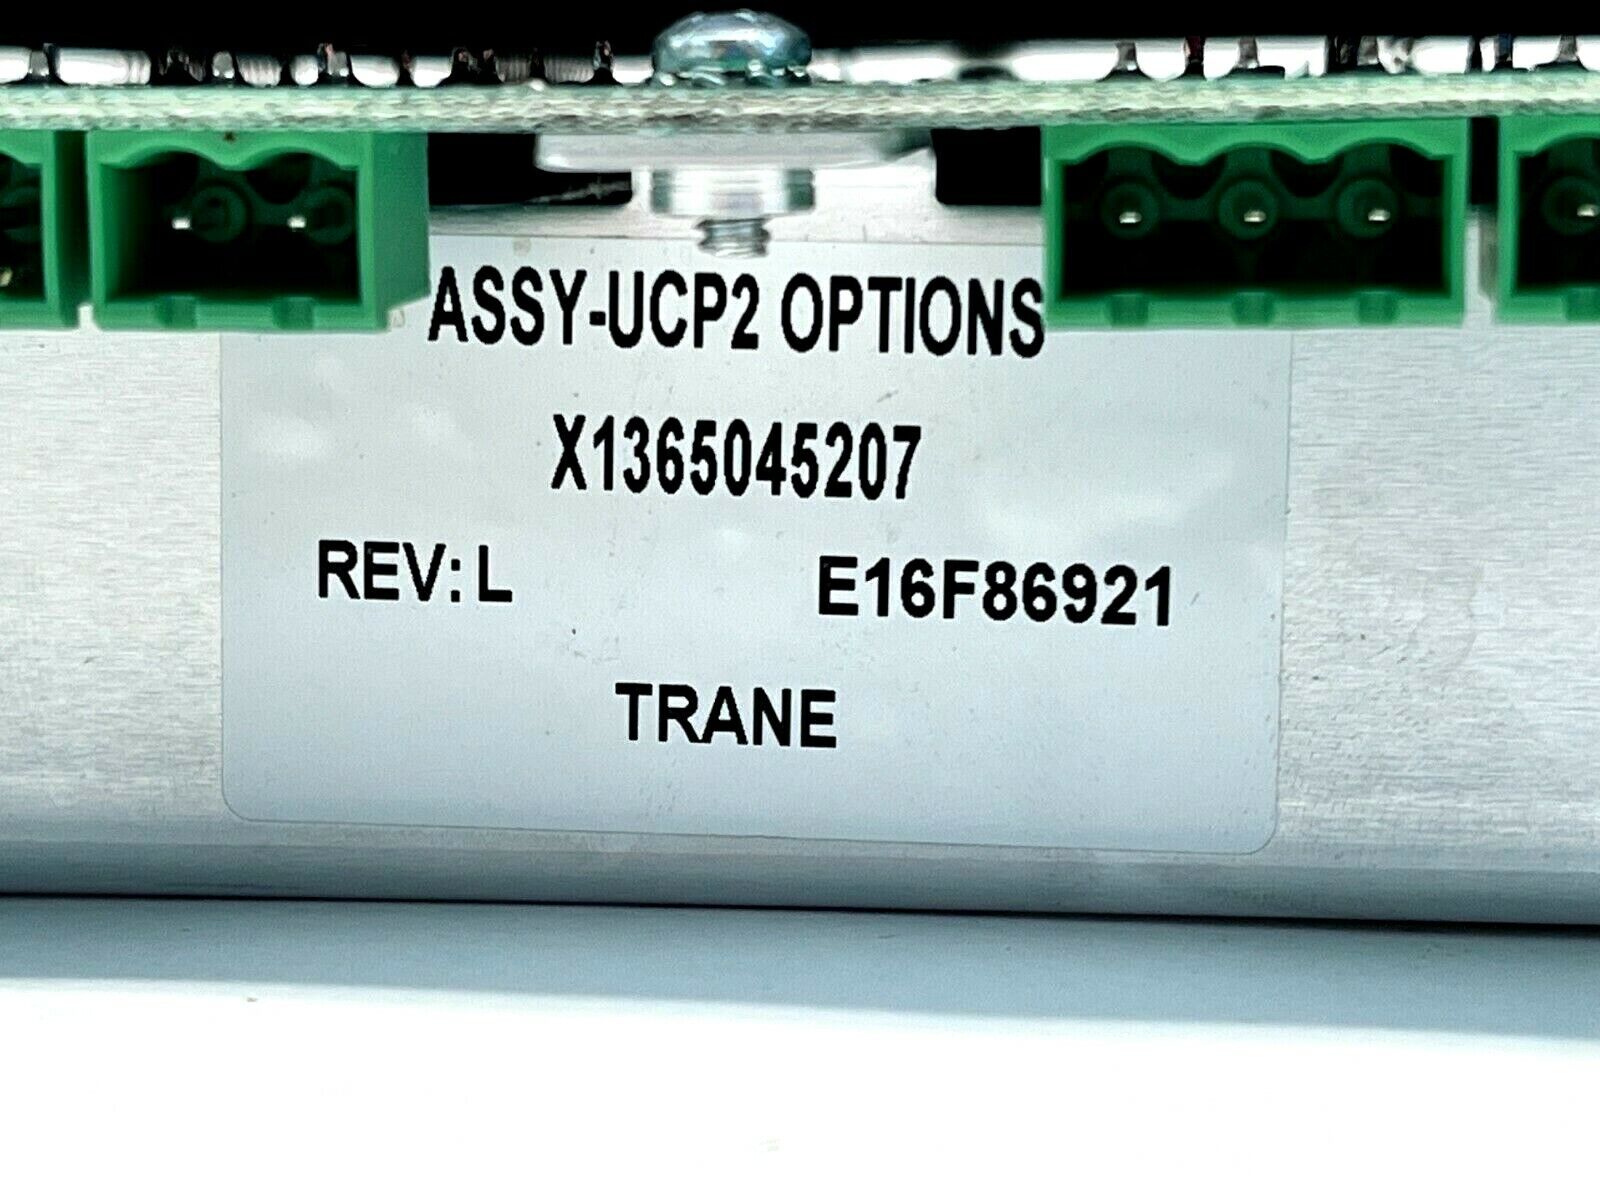 ASSY-UCP2 OPTIONS
X1365045207
REV: L E16F86921
TRANE